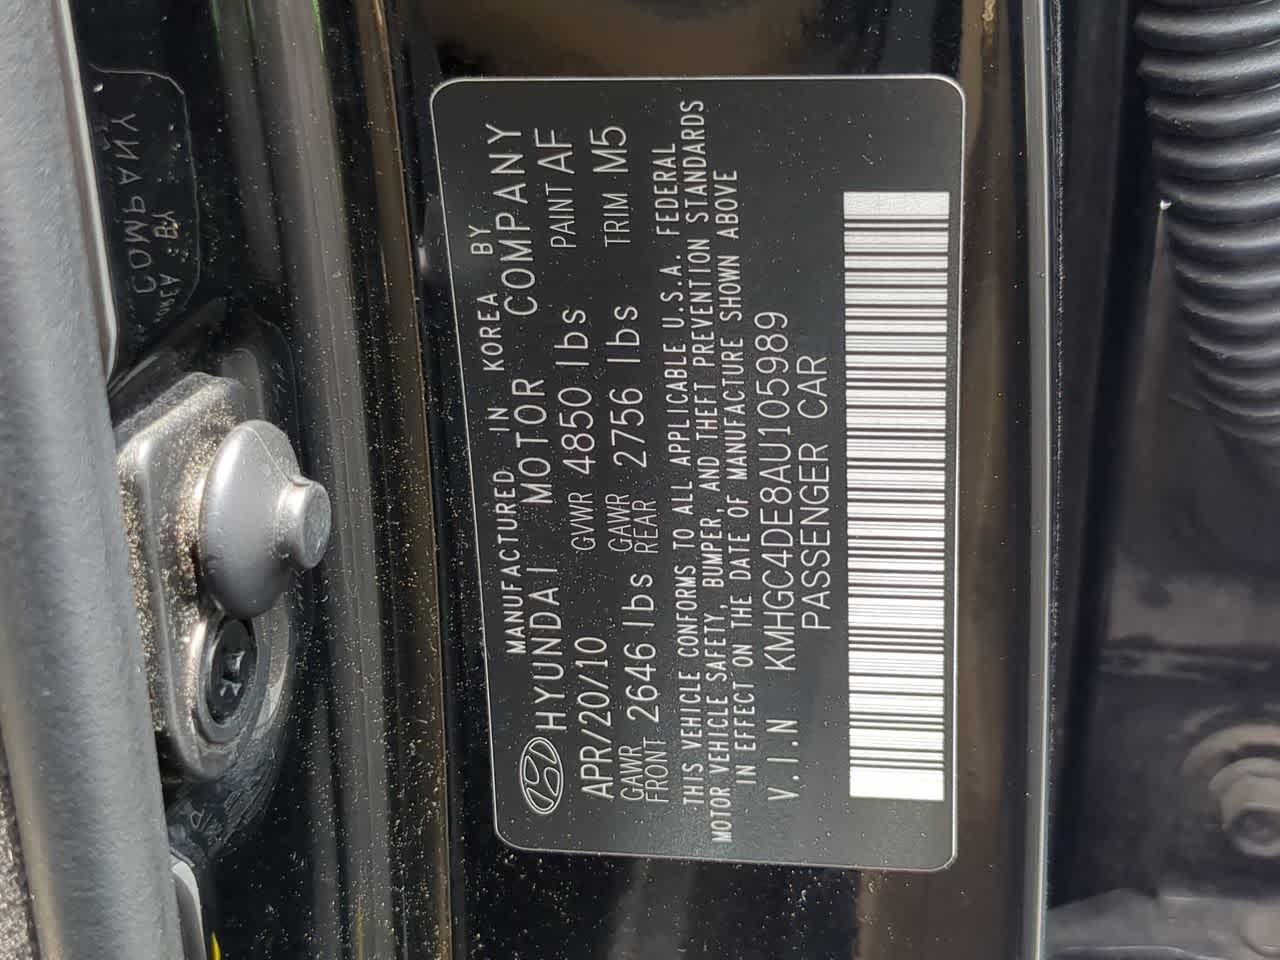 MANUFACTURED IN KOREA BY
HYUNDAI MOTOR COMPANY
APR/20/10 GVWR 4850 lbs PAINT AF
GAWR FRONT 2646 lbs GAWR REAR 2756 lbs TRIM M5
THIS VEHICLE CONFORMS TO ALL APPLICABLE U.S.A. FEDERAL
MOTOR VEHICLE SAFETY, BUMPER, AND THEFT PREVENTION STANDARDS
IN EFFECT ON THE DATE OF MANUFACTURE SHOWN ABOVE
V.I.N KMHGC4DE8AU105989
PASSENGER CAR